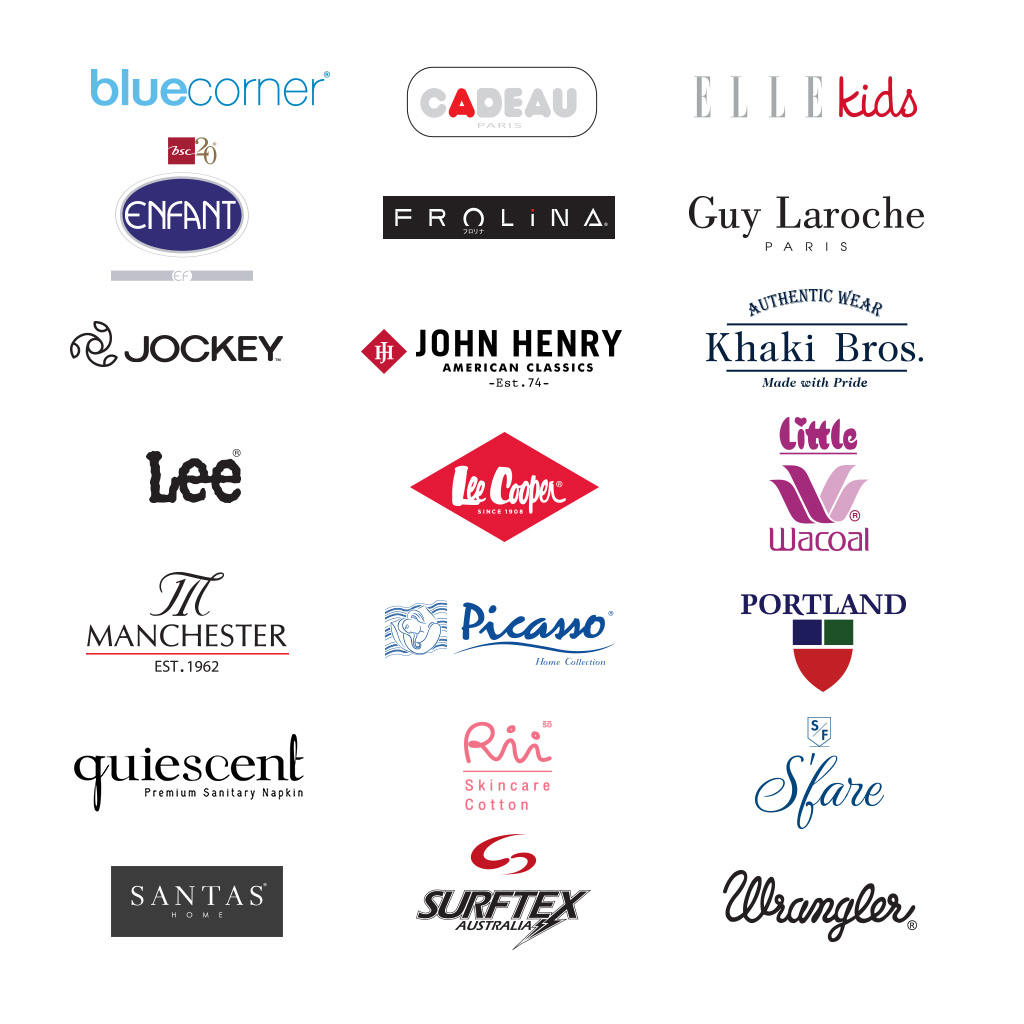 bluecorner®
CADEAU
PARIS
ELLE kids
bsc 20
ENFANT
EF
FROLiNA®
フロリナ
Guy Laroche
PARIS
JOCKEY™
JH
JOHN HENRY
AMERICAN CLASSICS
-Est.74-
AUTHENTIC WEAR
Khaki Bros.
Made with Pride
Lee®
Lee Cooper®
SINCE 1908
Little
W®
Wacoal
M
MANCHESTER
EST.1962
Picasso®
Home Collection
PORTLAND
quiescent
Premium Sanitary Napkin
Rii
Skincare
Cotton
S/F
S'fare
SANTAS®
HOME
SURFTEX
AUSTRALIA
Wrangler®